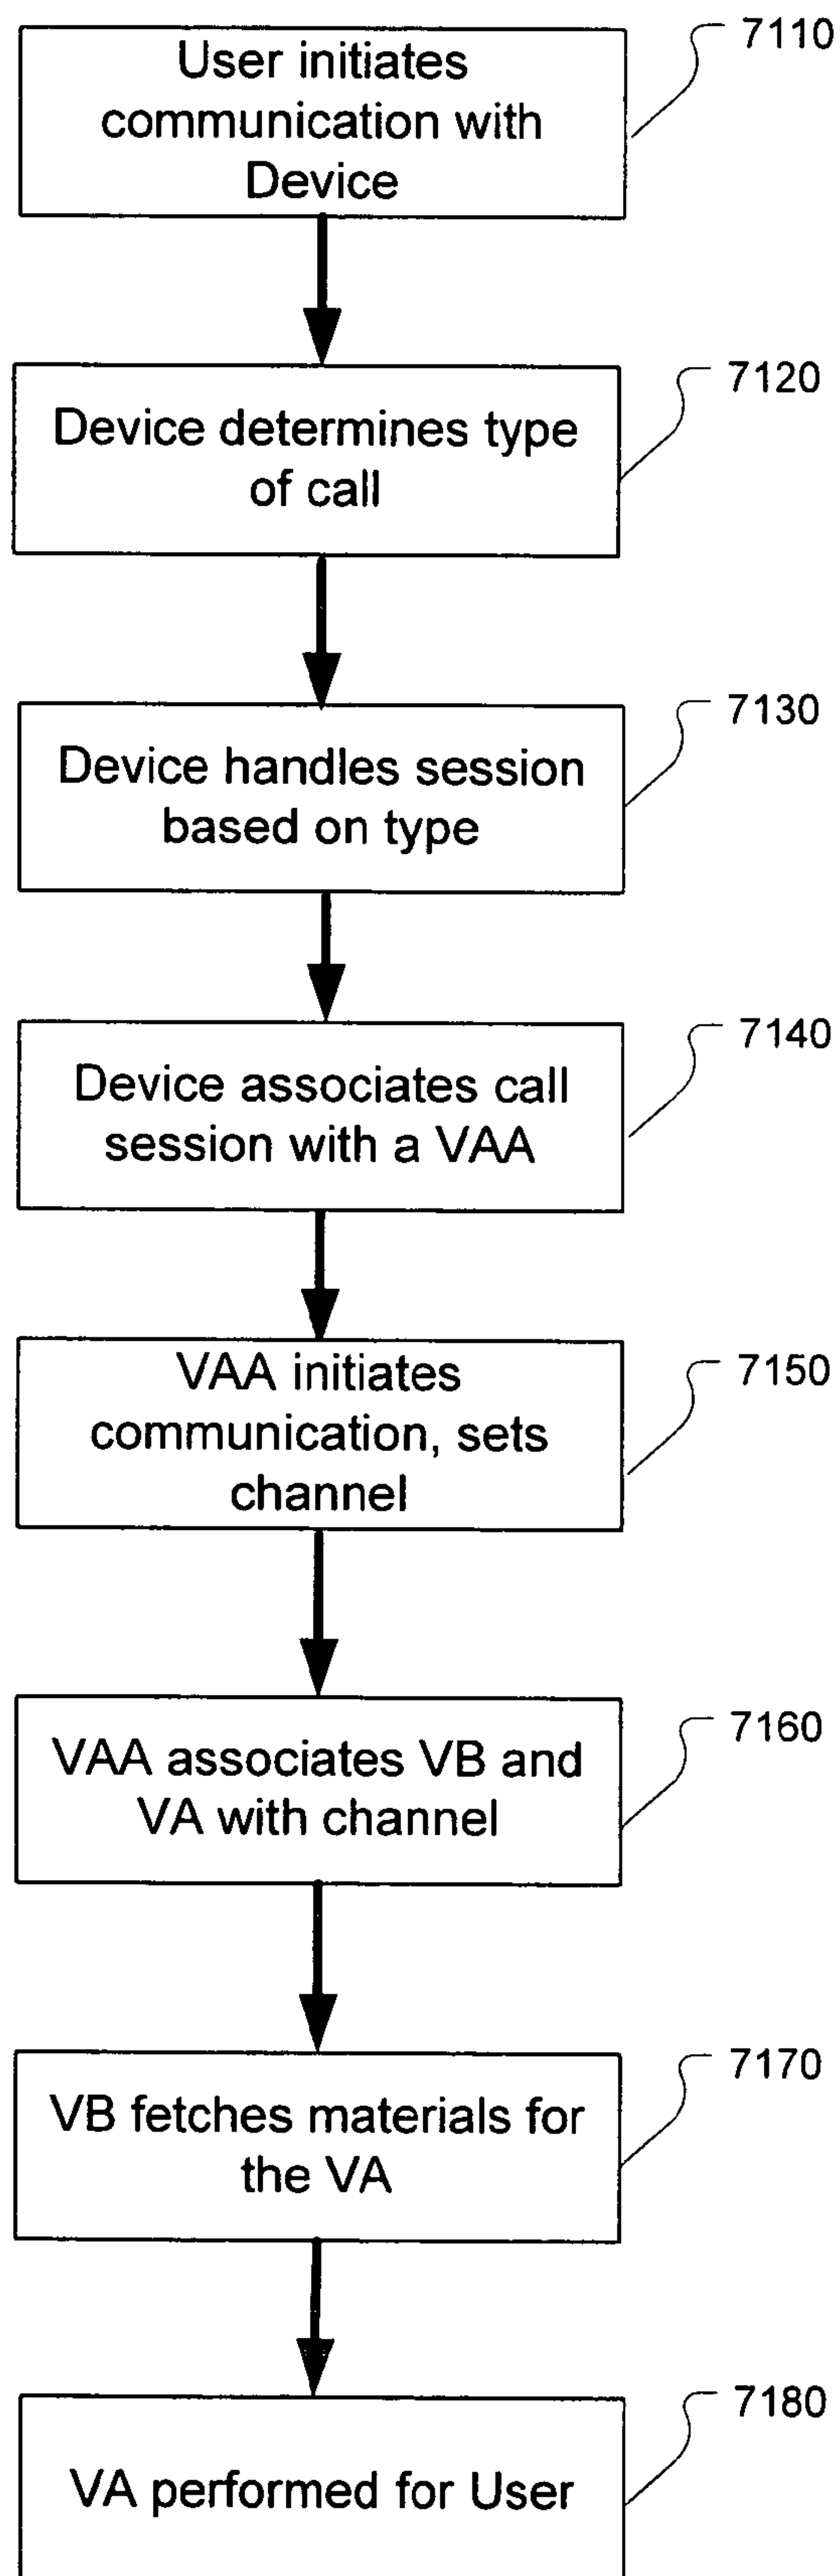 User initiates
communication with
Device
7110
Device determines type
of call
7120
Device handles session
based on type
7130
Device associates call
session with a VAA
7140
VAA initiates
communication, sets
channel
7150
VAA associates VB and
VA with channel
7160
VB fetches materials for
the VA
7170
VA performed for User
7180